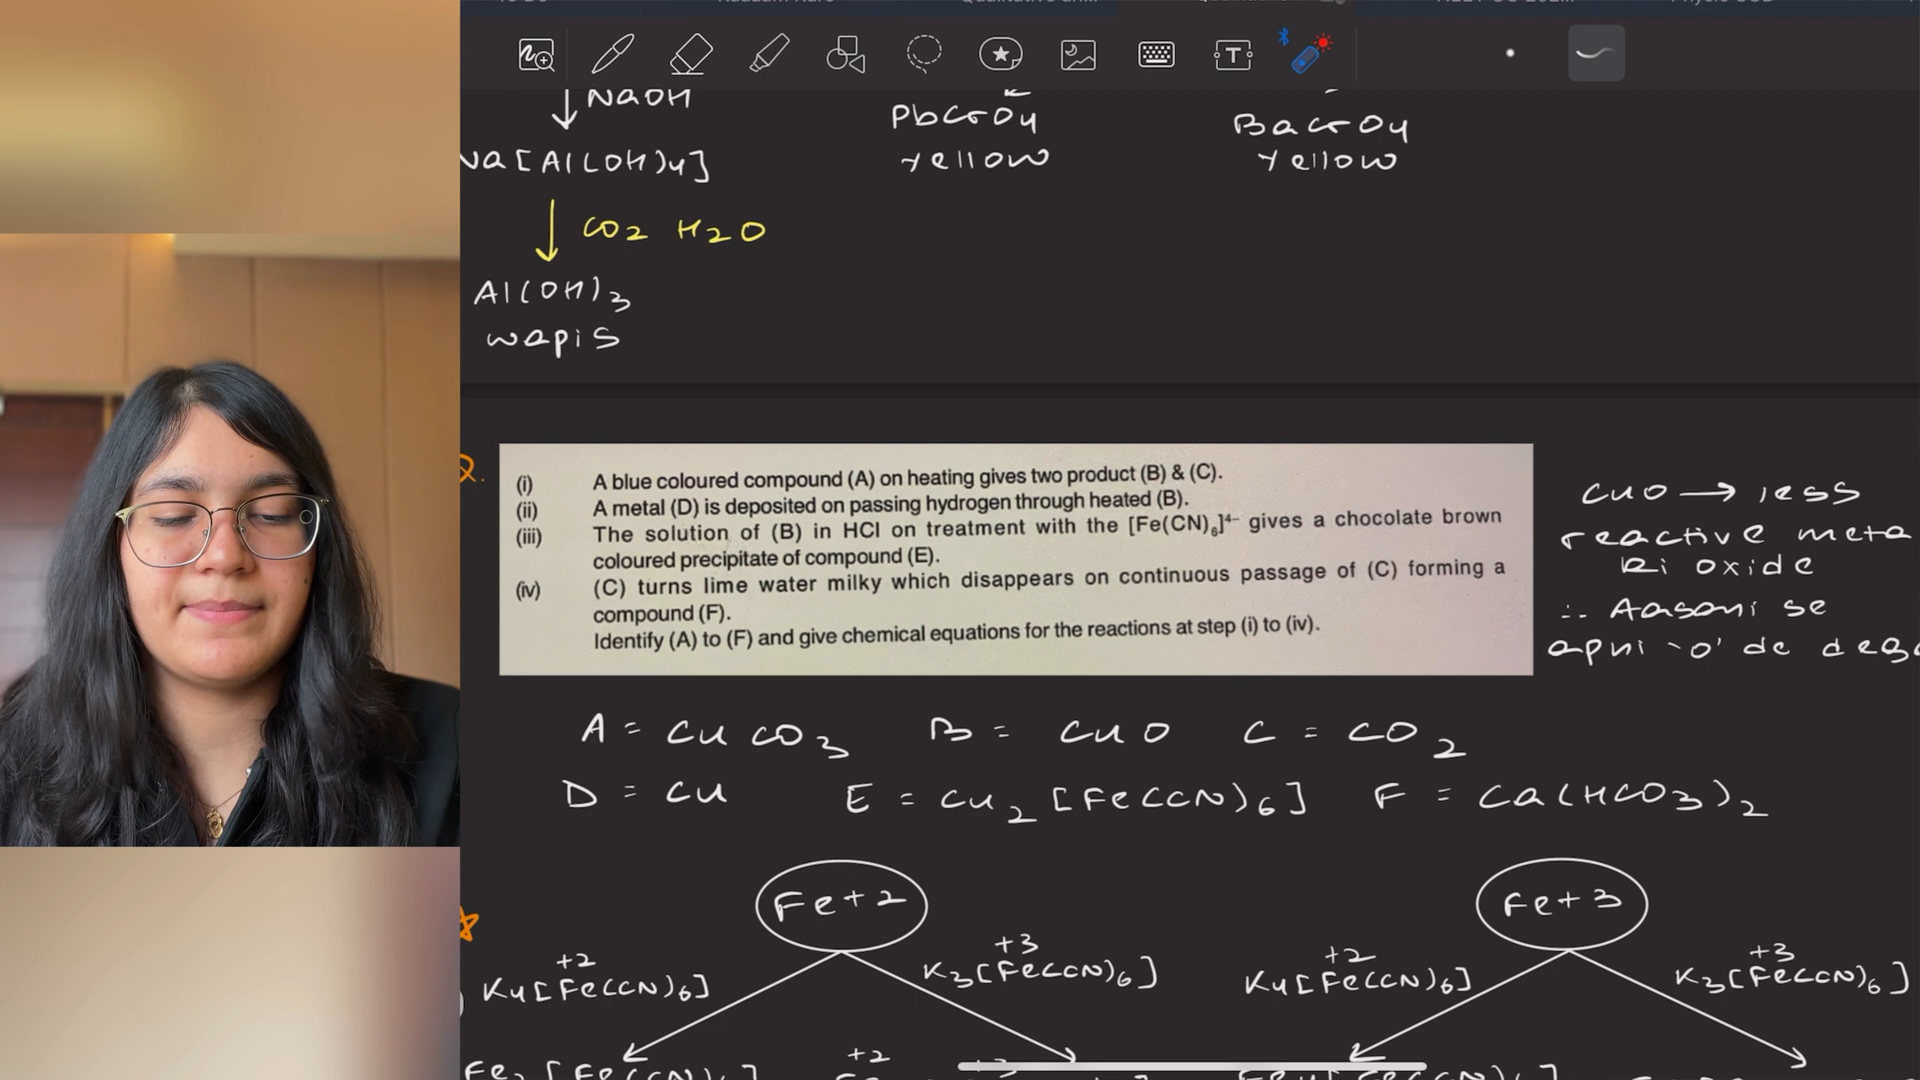 NaOH
Na[Al(OH)4]
CO2 H2O
Al(OH)3
wapis
PbCrO4
yellow
BaCrO4
Yellow
Q.
(i) A blue coloured compound (A) on heating gives two product (B) & (C).
(ii) A metal (D) is deposited on passing hydrogen through heated (B).
(iii) The solution of (B) in HCl on treatment with the [Fe(CN)6]4– gives a chocolate brown
coloured precipitate of compound (E).
(iv) (C) turns lime water milky which disappears on continuous passage of (C) forming a
compound (F).
Identify (A) to (F) and give chemical equations for the reactions at step (i) to (iv).
CuO → less
reactive meta
ki oxide
∴ Aasani se
apni 'O' de dega
A = CuCO3 B = CuO C = CO2
D = Cu E = Cu2[Fe(CN)6] F = Ca(HCO3)2
Fe+2
+2
K4[Fe(CN)6]
+3
K3[Fe(CN)6]
Fe+3
+2
K4[Fe(CN)6]
+3
K3[Fe(CN)6]
+2